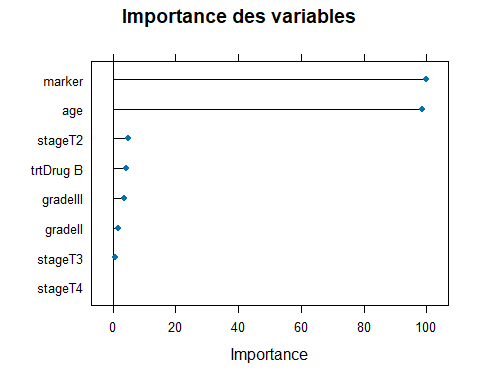 Importance des variables
marker
age
stageT2
trtDrug B
gradeIII
gradeII
stageT3
stageT4
0 20 40 60 80 100
Importance